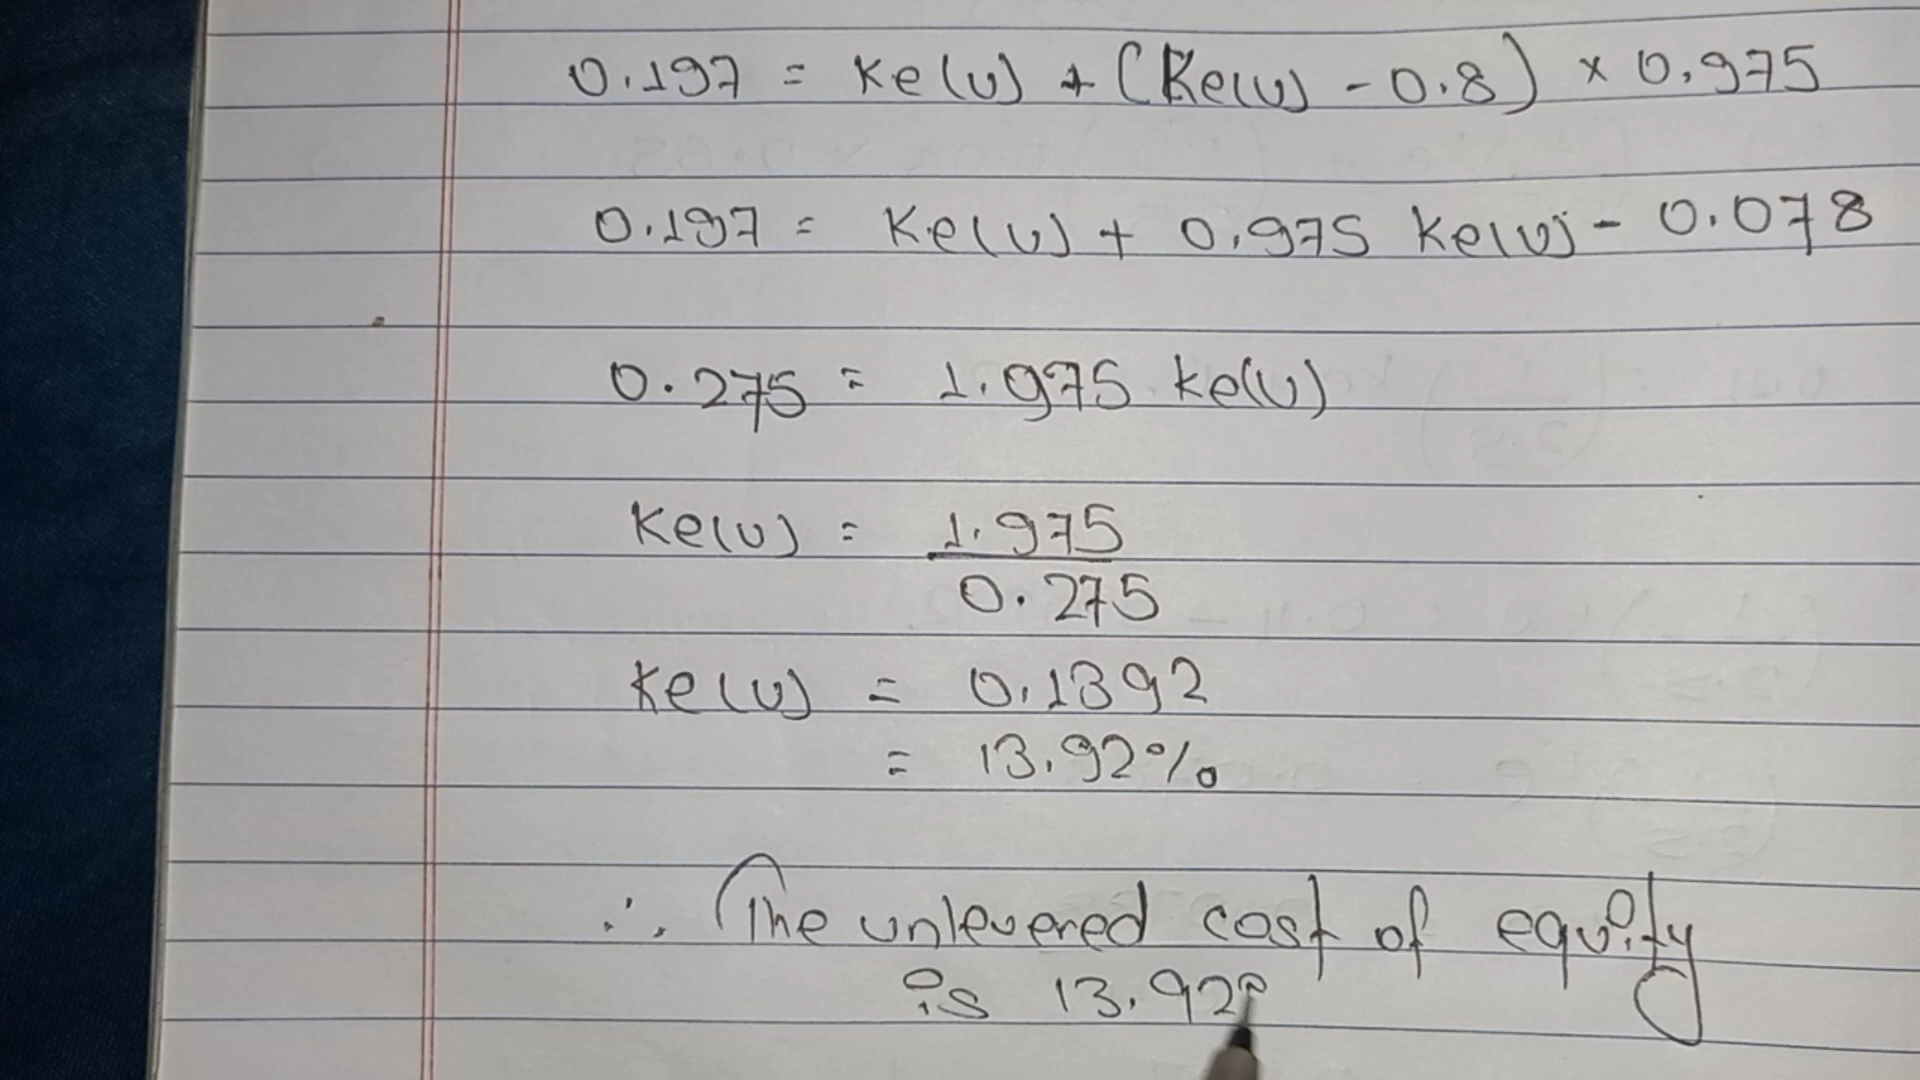 0.197 = Ke(u) + (Ke(u) - 0.8) × 0.975
0.197 = Ke(u) + 0.975 Ke(u) - 0.078
0.275 = 1.975 Ke(u)
Ke(u) = 1.975
0.275
Ke(u) = 0.1392
= 13.92%
∴ The unlevered cost of equity
is 13.92